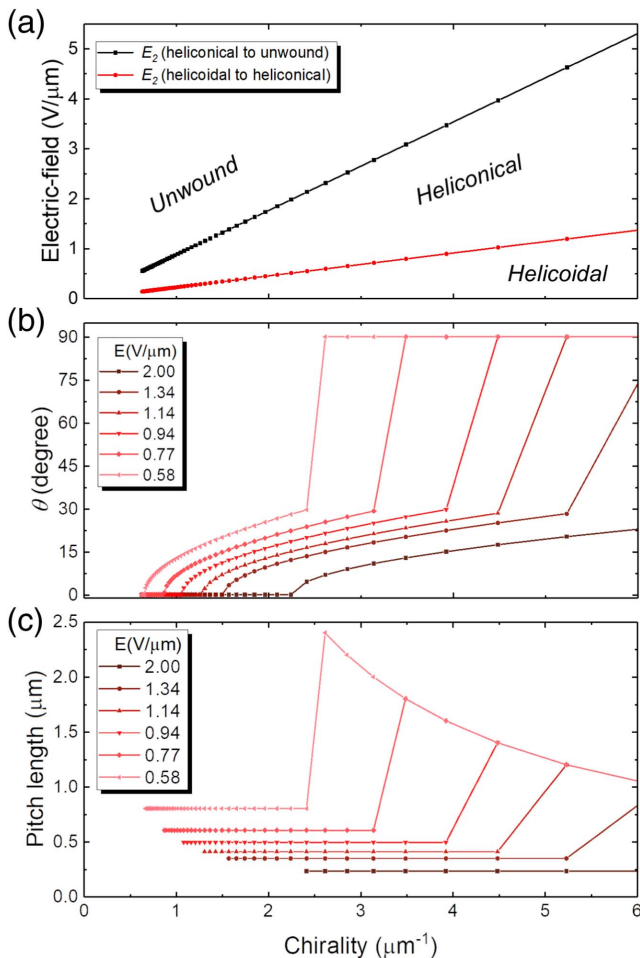 (a)
Electric-field (V/μm)
5
4
3
2
1
0
E2 (heliconical to unwound)
E2 (helicoidal to heliconical)
Unwound
Heliconical
Helicoidal
(b)
θ (degree)
90
75
60
45
30
15
0
E(V/μm)
2.00
1.34
1.14
0.94
0.77
0.58
(c)
Pitch length (μm)
2.5
2.0
1.5
1.0
0.5
0.0
E(V/μm)
2.00
1.34
1.14
0.94
0.77
0.58
0 1 2 3 4 5 6
Chirality (μm⁻¹)